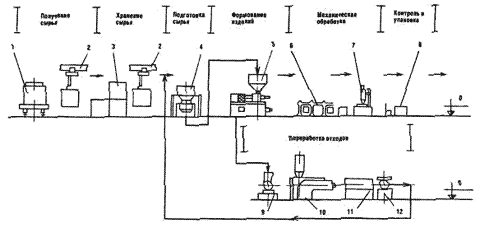 Получение
сырья
Хранение
сырья
Подготовка
сырья
Формование
изделий
Механическая
обработка
Контроль и
упаковка
1 2 3 2 4 5 6 7 8
0
Переработка отходов
9 10 11 12